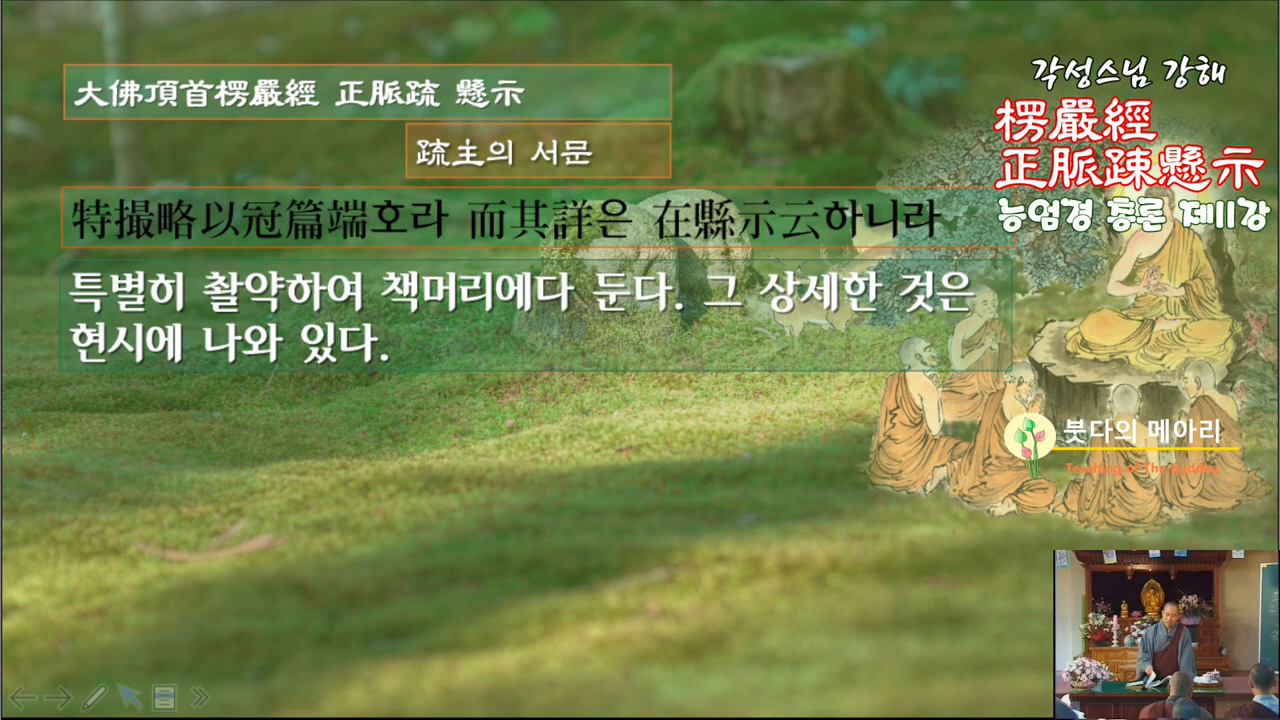 大佛頂首楞嚴經 正脈疏 懸示
疏主의 서문
特撮略以冠篇端호라 而其詳은 在縣示云하니라
특별히 촬약하여 책머리에다 둔다. 그 상세한 것은
현시에 나와 있다.
각성스님 강해
楞嚴經
正脈疎懸示
능엄경 총론 제11강
붓다의 메아리
Teaching of The Buddha